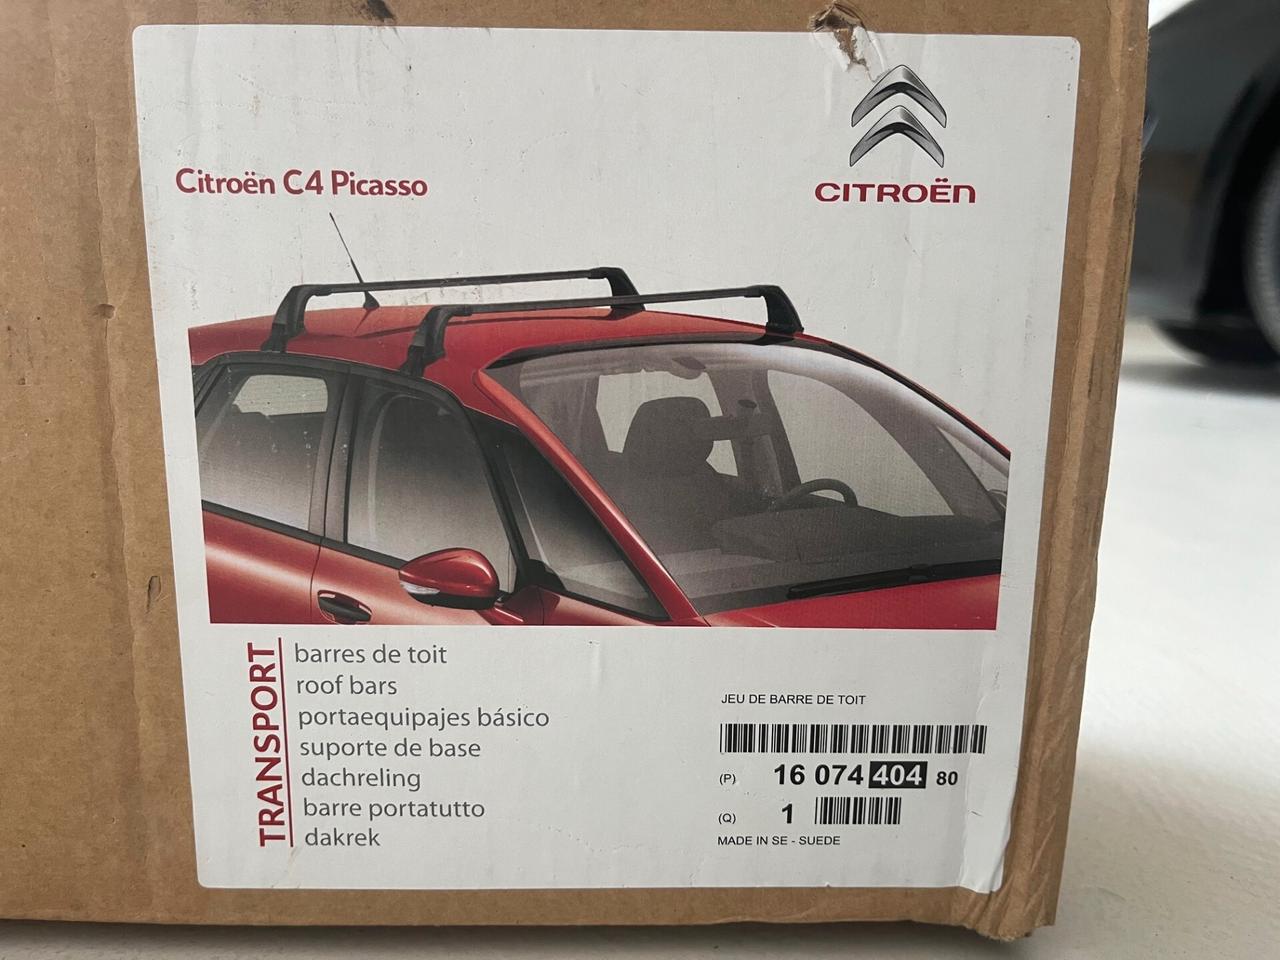 Citroën C4 Picasso
CITROËN
TRANSPORT
barres de toit
roof bars
portaequipajes básico
suporte de base
dachreling
barre portatutto
dakrek
JEU DE BARRE DE TOIT
(P) 16 074 404 80
(Q) 1
MADE IN SE - SUEDE